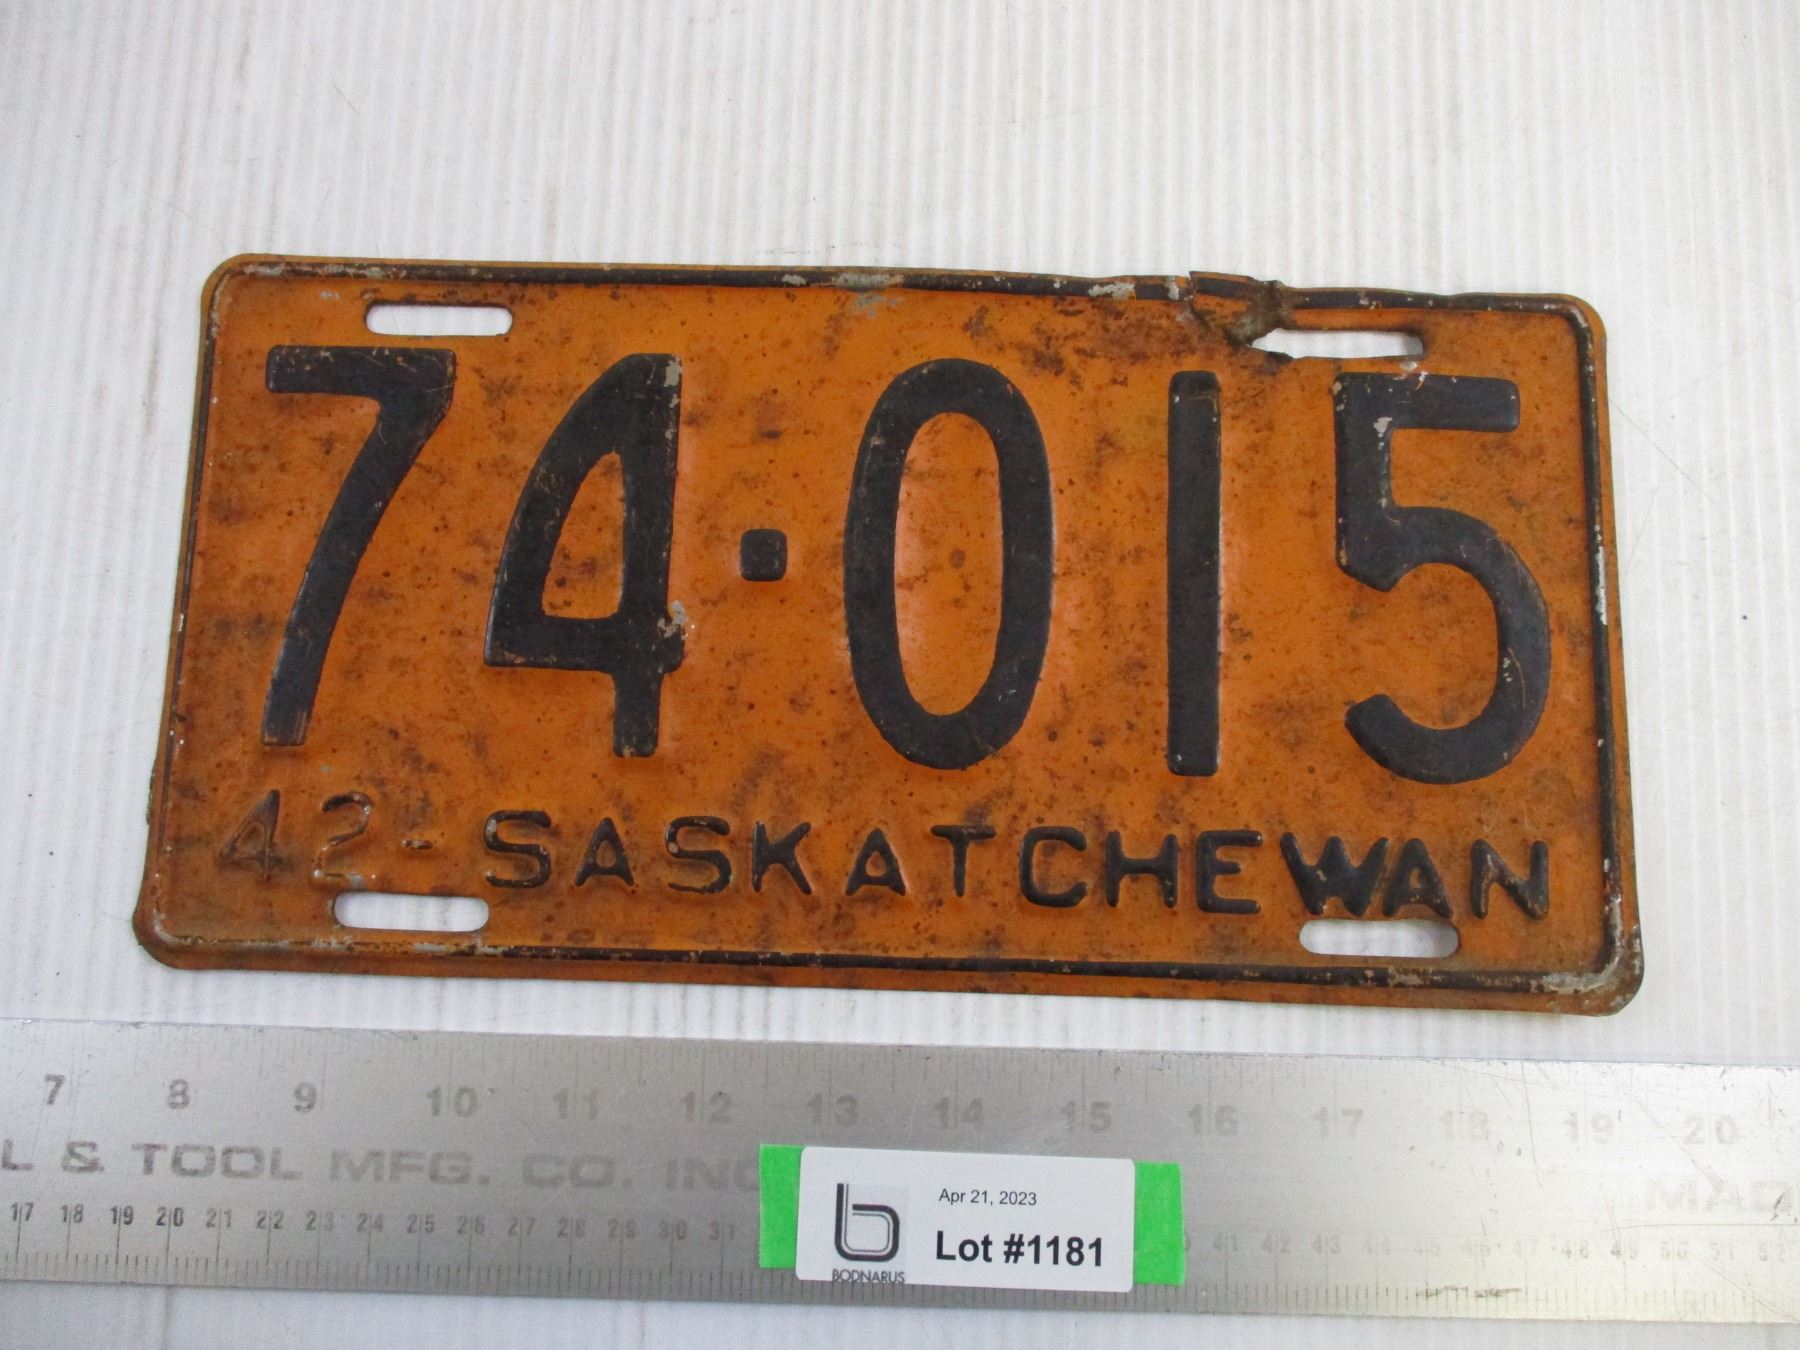 74·015
42-SASKATCHEWAN
7 8 9 10 11 12 13 14 15 16 17 18 19 20
L & TOOL MFG. CO. INC
17 18 19 20 21 22 23 24 25 26 27 28 29 30 31
41 42 43 44 45 46 47 48 49 50 51 52
Apr 21, 2023
Lot #1181
BODNARUS